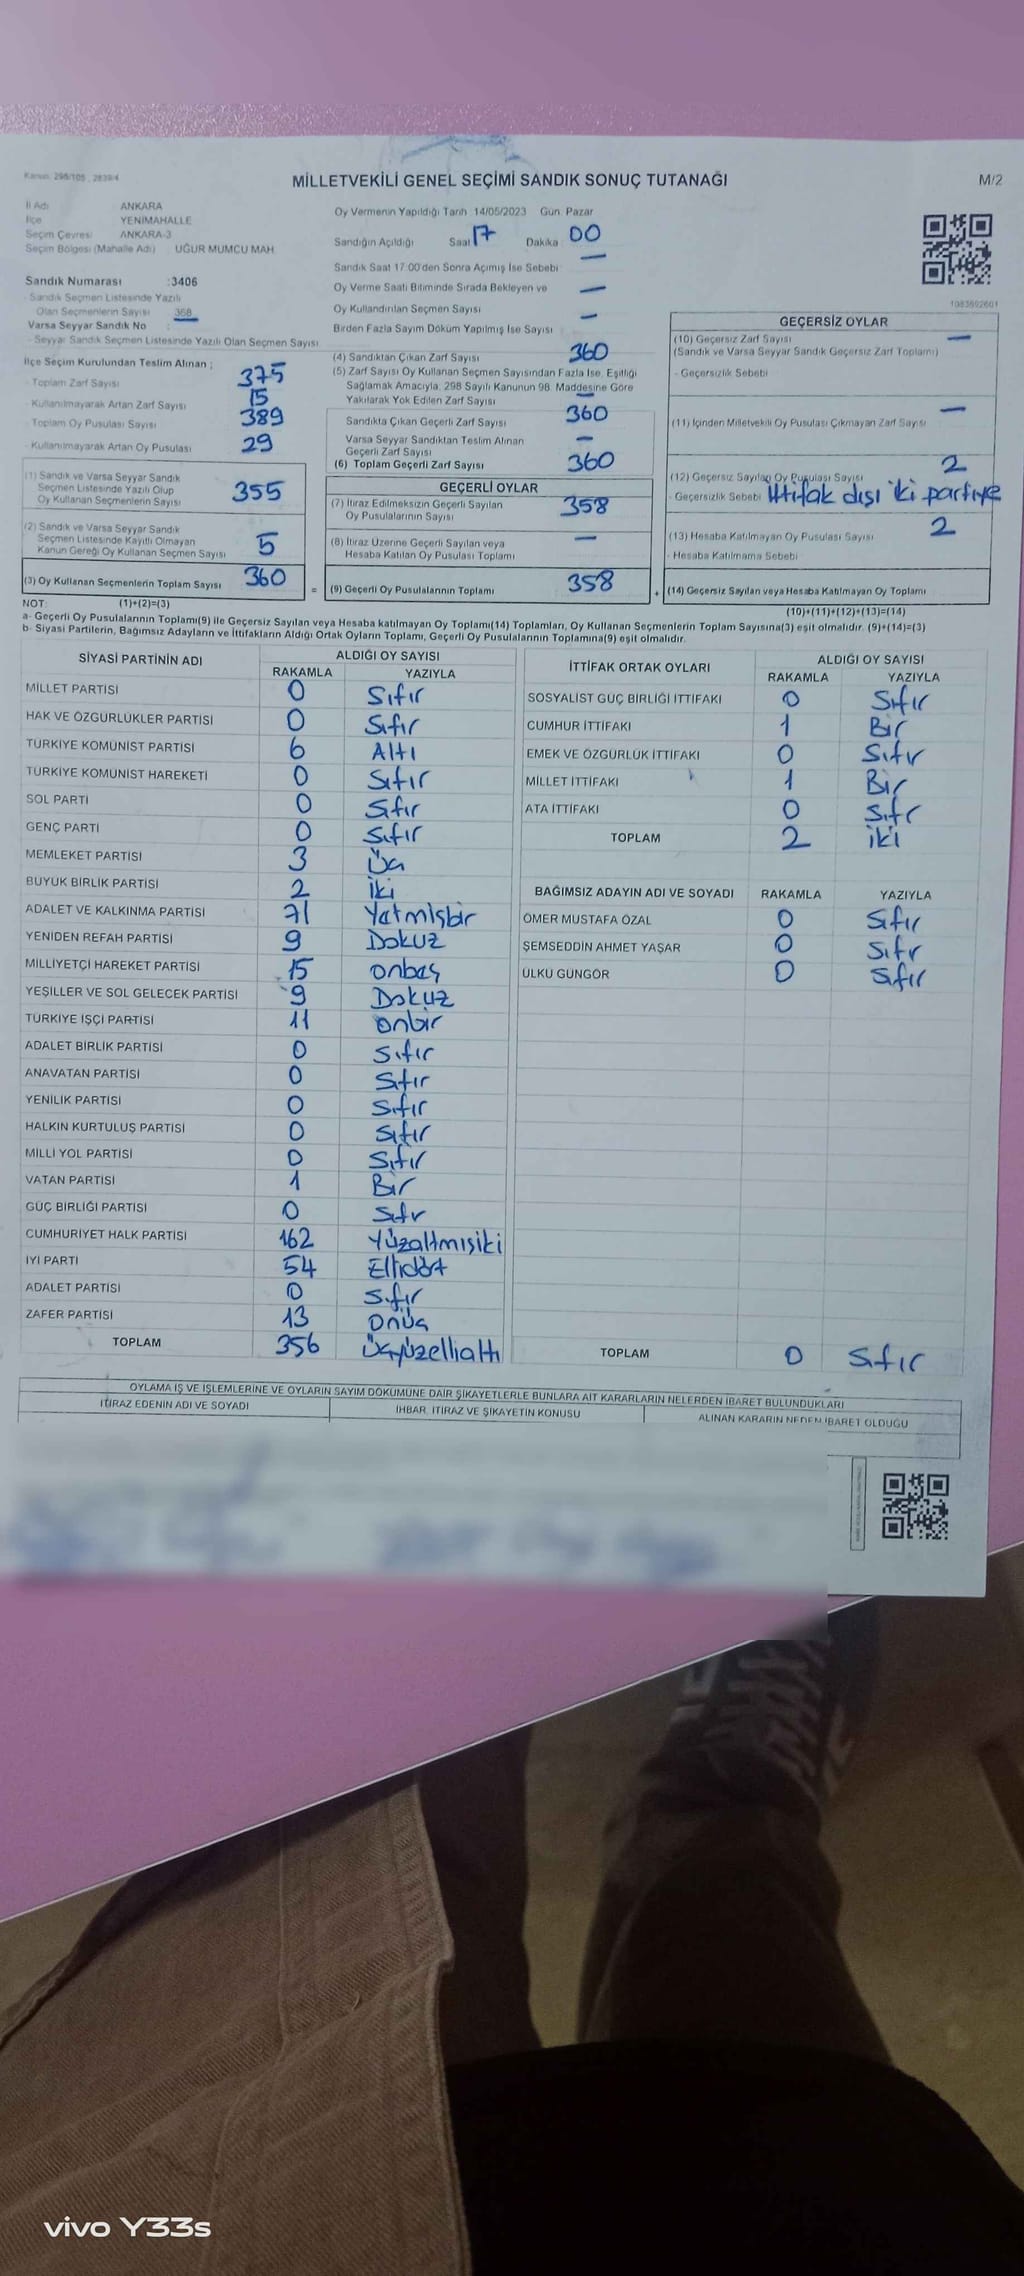 Kanun: 298/105 , 2839/4
MİLLETVEKİLİ GENEL SEÇİMİ SANDIK SONUÇ TUTANAĞI
M/2
İl Adı ANKARA
İlçe YENİMAHALLE
Seçim Çevresi ANKARA-3
Seçim Bölgesi (Mahalle Adı) : UĞUR MUMCU MAH.
Sandık Numarası :3406
- Sandık Seçmen Listesinde Yazılı
Olan Seçmenlerin Sayısı 368
Varsa Seyyar Sandık No :
- Seyyar Sandık Seçmen Listesinde Yazılı Olan Seçmen Sayısı
İlçe Seçim Kurulundan Teslim Alınan ;
- Toplam Zarf Sayısı 375
- Kullanılmayarak Artan Zarf Sayısı 15
- Toplam Oy Pusulası Sayısı 389
- Kullanılmayarak Artan Oy Pusulası 29
(1) Sandık ve Varsa Seyyar Sandık
Seçmen Listesinde Yazılı Olup
Oy Kullanan Seçmenlerin Sayısı 355
(2) Sandık ve Varsa Seyyar Sandık
Seçmen Listesinde Kayıtlı Olmayan
Kanun Gereği Oy Kullanan Seçmen Sayısı 5
(3) Oy Kullanan Seçmenlerin Toplam Sayısı 360
Oy Vermenin Yapıldığı Tarih :14/05/2023 Gün: Pazar
Sandığın Açıldığı Saat 17 Dakika : 00
Sandık Saat 17:00'den Sonra Açımış İse Sebebi : —
Oy Verme Saati Bitiminde Sırada Bekleyen ve
Oy Kullandırılan Seçmen Sayısı —
Birden Fazla Sayım Döküm Yapılmış İse Sayısı —
(4) Sandıktan Çıkan Zarf Sayısı 360
(5) Zarf Sayısı Oy Kullanan Seçmen Sayısından Fazla İse, Eşitliği
Sağlamak Amacıyla, 298 Sayılı Kanunun 98. Maddesine Göre
Yakılarak Yok Edilen Zarf Sayısı —
Sandıkta Çıkan Geçerli Zarf Sayısı 360
Varsa Seyyar Sandıktan Teslim Alınan
Geçerli Zarf Sayısı —
(6) Toplam Geçerli Zarf Sayısı 360
GEÇERLİ OYLAR
(7) İtiraz Edilmeksizin Geçerli Sayılan
Oy Pusulalarının Sayısı 358
(8) İtiraz Üzerine Geçerli Sayılan veya
Hesaba Katılan Oy Pusulası Toplamı —
= (9) Geçerli Oy Pusulalarının Toplamı 358
1083692661
GEÇERSİZ OYLAR
(10) Geçersiz Zarf Sayısı —
(Sandık ve Varsa Seyyar Sandık Geçersiz Zarf Toplamı)
- Geçersizlik Sebebi :
(11) İçinden Milletvekili Oy Pusulası Çıkmayan Zarf Sayısı —
(12) Geçersiz Sayılan Oy Pusulası Sayısı 2
- Geçersizlik Sebebi : İttifak dışı iki partiye
(13) Hesaba Katılmayan Oy Pusulası Sayısı 2
- Hesaba Katılmama Sebebi :
+ (14) Geçersiz Sayılan veya Hesaba Katılmayan Oy Toplamı
NOT: (1)+(2)=(3)
(10)+(11)+(12)+(13)=(14)
a- Geçerli Oy Pusulalarının Toplamı(9) ile Geçersiz Sayılan veya Hesaba katılmayan Oy Toplamı(14) Toplamları, Oy Kullanan Seçmenlerin Toplam Sayısına(3) eşit olmalıdır. (9)+(14)=(3)
b- Siyasi Partilerin, Bağımsız Adayların ve İttifakların Aldığı Ortak Oyların Toplamı, Geçerli Oy Pusulalarının Toplamına(9) eşit olmalıdır.
SİYASİ PARTİNİN ADI ALDIĞI OY SAYISI
RAKAMLA YAZIYLA
MİLLET PARTİSİ 0 Sıfır
HAK VE ÖZGÜRLÜKLER PARTİSİ 0 Sıfır
TÜRKİYE KOMÜNİST PARTİSİ 6 Altı
TÜRKİYE KOMÜNİST HAREKETİ 0 Sıfır
SOL PARTİ 0 Sıfır
GENÇ PARTİ 0 Sıfır
MEMLEKET PARTİSİ 3 Üç
BÜYÜK BİRLİK PARTİSİ 2 İki
ADALET VE KALKINMA PARTİSİ 71 Yetmişbir
YENİDEN REFAH PARTİSİ 9 Dokuz
MİLLİYETÇİ HAREKET PARTİSİ 15 onbeş
YEŞİLLER VE SOL GELECEK PARTİSİ 9 Dokuz
TÜRKİYE İŞÇİ PARTİSİ 11 onbir
ADALET BİRLİK PARTİSİ 0 sıfır
ANAVATAN PARTİSİ 0 Sıfır
YENİLİK PARTİSİ 0 Sıfır
HALKIN KURTULUŞ PARTİSİ 0 Sıfır
MİLLİ YOL PARTİSİ 0 Sıfır
VATAN PARTİSİ 1 Bir
GÜÇ BİRLİĞİ PARTİSİ 0 Sıfır
CUMHURİYET HALK PARTİSİ 162 Yüzaltmışiki
İYİ PARTİ 54 Ellidört
ADALET PARTİSİ 0 Sıfır
ZAFER PARTİSİ 13 Onüç
TOPLAM 356 Üçyüzellialtı
İTTİFAK ORTAK OYLARI ALDIĞI OY SAYISI
RAKAMLA YAZIYLA
SOSYALİST GÜÇ BİRLİĞİ İTTİFAKI 0 Sıfır
CUMHUR İTTİFAKI 1 Bir
EMEK VE ÖZGÜRLÜK İTTİFAKI 0 Sıfır
MİLLET İTTİFAKI 1 Bir
ATA İTTİFAKI 0 Sıfır
TOPLAM 2 iki
BAĞIMSIZ ADAYIN ADI VE SOYADI RAKAMLA YAZIYLA
ÖMER MUSTAFA ÖZAL 0 Sıfır
ŞEMSEDDİN AHMET YAŞAR 0 Sıfır
ÜLKÜ GÜNGÖR 0 Sıfır
TOPLAM 0 Sıfır
OYLAMA İŞ VE İŞLEMLERİNE VE OYLARIN SAYIM DÖKÜMÜNE DAİR ŞİKAYETLERLE BUNLARA AİT KARARLARIN NELERDEN İBARET BULUNDUKLARI
İTİRAZ EDENİN ADI VE SOYADI İHBAR, İTİRAZ VE ŞİKAYETİN KONUSU ALINAN KARARIN NEDEN İBARET OLDUĞU
vivo Y33s